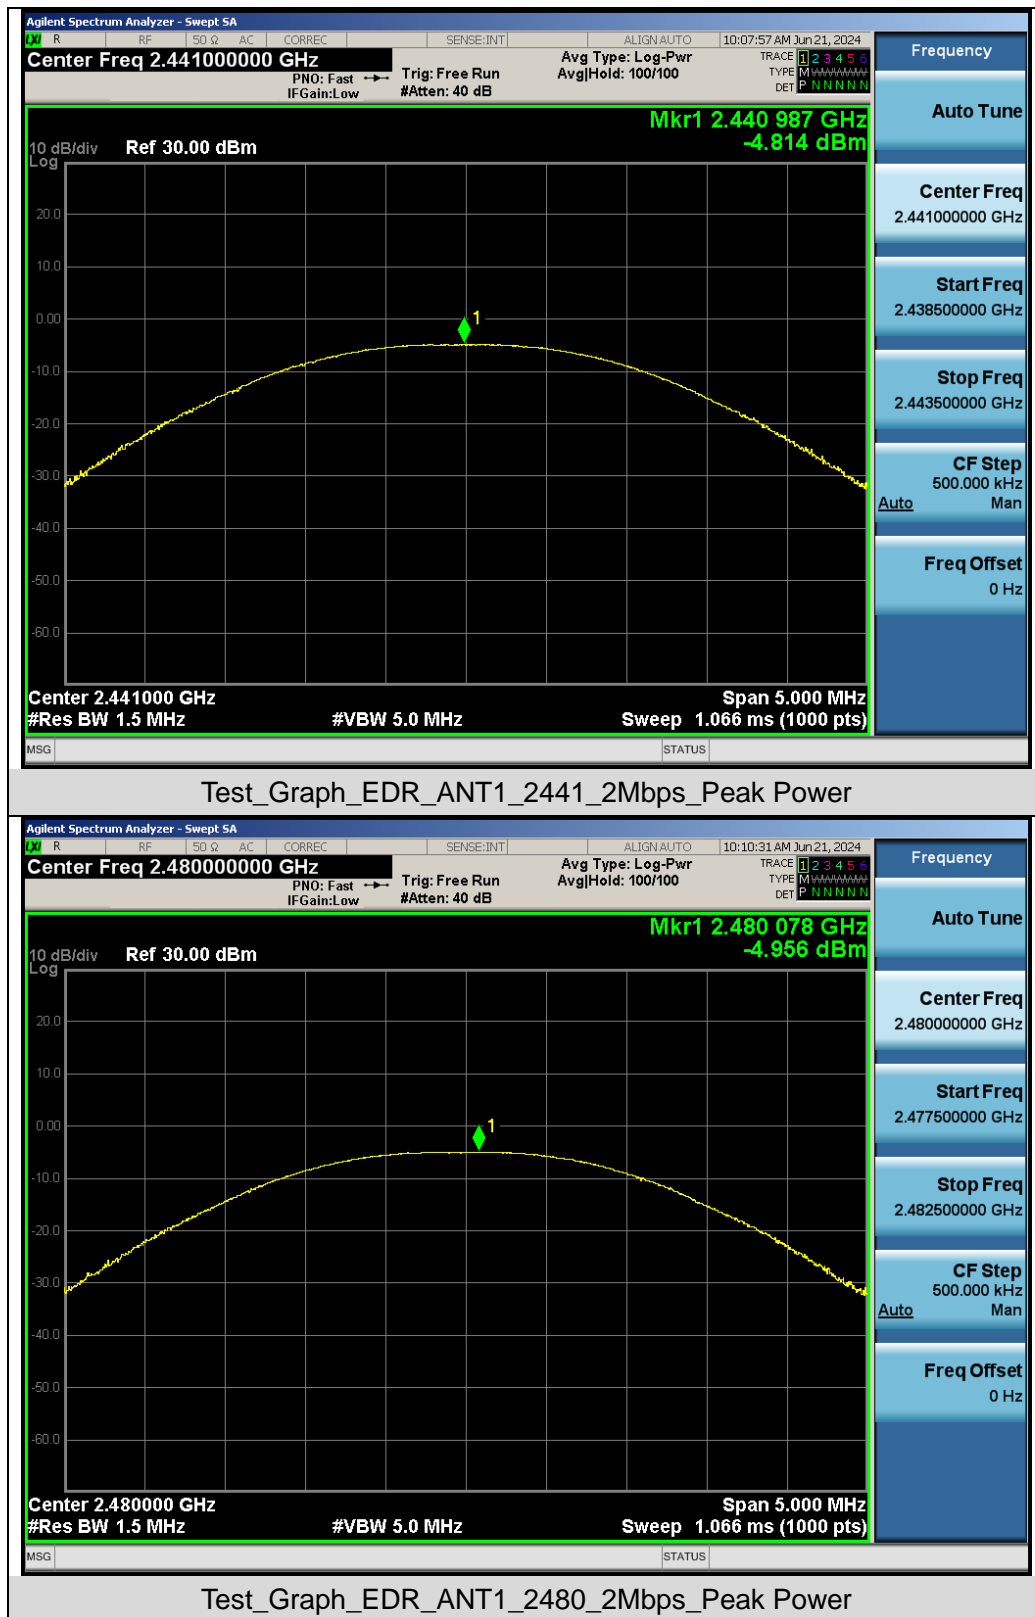 Agilent Spectrum Analyzer - Swept SA
LXI R RF 50 Ω AC CORREC SENSE:INT ALIGN AUTO 10:07:57 AM Jun 21, 2024
Center Freq 2.441000000 GHz
PNO: Fast
IFGain:Low
Trig: Free Run
#Atten: 40 dB
Avg Type: Log-Pwr
Avg|Hold: 100/100
TRACE 1 2 3 4 5 6
TYPE M WWWWW
DET P N N N N N
Mkr1 2.440 987 GHz
-4.814 dBm
10 dB/div Ref 30.00 dBm
Log
20.0
10.0
0.00
-10.0
-20.0
-30.0
-40.0
-50.0
-60.0
1
Center 2.441000 GHz Span 5.000 MHz
#Res BW 1.5 MHz #VBW 5.0 MHz Sweep 1.066 ms (1000 pts)
MSG STATUS
Frequency
Auto Tune
Center Freq
2.441000000 GHz
Start Freq
2.438500000 GHz
Stop Freq
2.443500000 GHz
CF Step
500.000 kHz
Auto Man
Freq Offset
0 Hz
Test_Graph_EDR_ANT1_2441_2Mbps_Peak Power
Agilent Spectrum Analyzer - Swept SA
LXI R RF 50 Ω AC CORREC SENSE:INT ALIGN AUTO 10:10:31 AM Jun 21, 2024
Center Freq 2.480000000 GHz
PNO: Fast
IFGain:Low
Trig: Free Run
#Atten: 40 dB
Avg Type: Log-Pwr
Avg|Hold: 100/100
TRACE 1 2 3 4 5 6
TYPE M WWWWW
DET P N N N N N
Mkr1 2.480 078 GHz
-4.956 dBm
10 dB/div Ref 30.00 dBm
Log
20.0
10.0
0.00
-10.0
-20.0
-30.0
-40.0
-50.0
-60.0
1
Center 2.480000 GHz Span 5.000 MHz
#Res BW 1.5 MHz #VBW 5.0 MHz Sweep 1.066 ms (1000 pts)
MSG STATUS
Frequency
Auto Tune
Center Freq
2.480000000 GHz
Start Freq
2.477500000 GHz
Stop Freq
2.482500000 GHz
CF Step
500.000 kHz
Auto Man
Freq Offset
0 Hz
Test_Graph_EDR_ANT1_2480_2Mbps_Peak Power